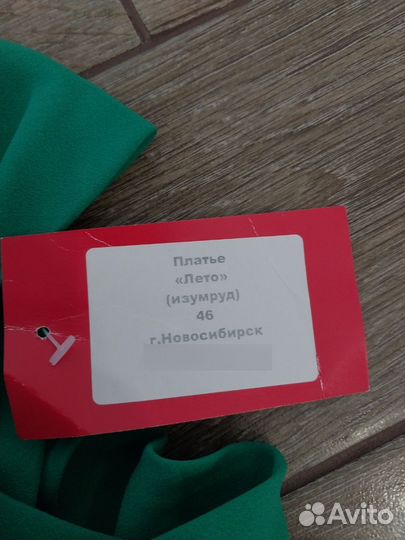 Платье
«Лето»
(изумруд)
46
г.Новосибирск
Avito